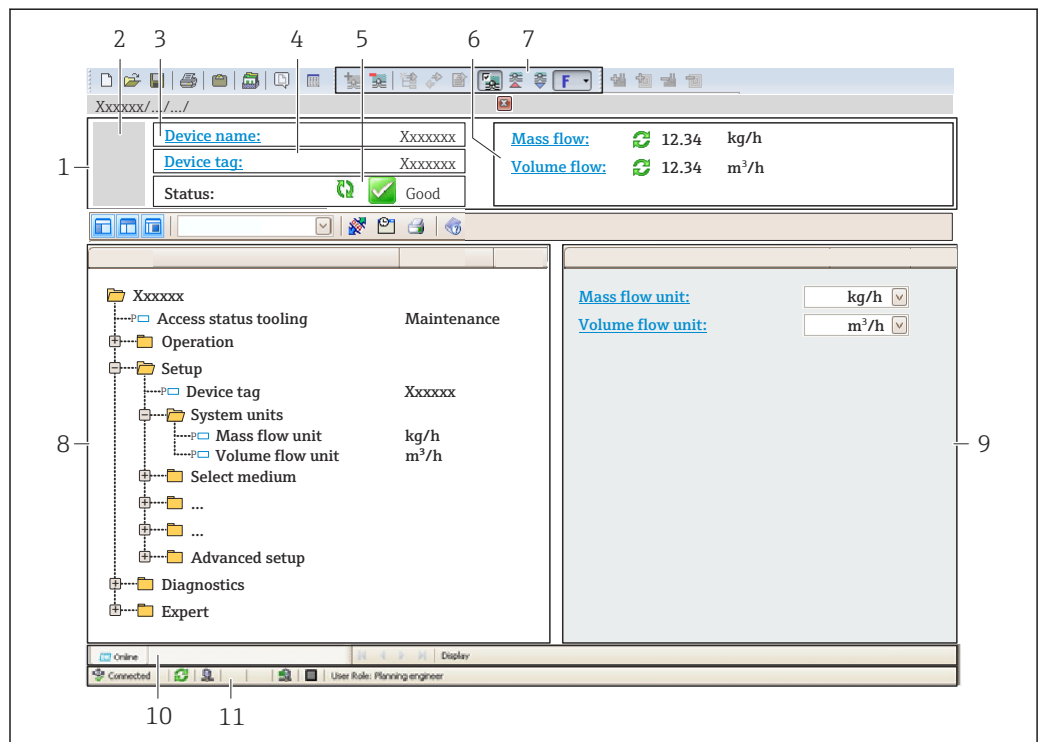 2 3 4 5 6 7
F
Xxxxxx/.../.../
1
Device name: Xxxxxxx
Device tag: Xxxxxxx
Status: Good
Mass flow: 12.34 kg/h
Volume flow: 12.34 m³/h
Xxxxxx
P Access status tooling Maintenance
Operation
Setup
P Device tag Xxxxxx
System units
P Mass flow unit kg/h
P Volume flow unit m³/h
Select medium
...
...
Advanced setup
Diagnostics
Expert
8
Mass flow unit: kg/h
Volume flow unit: m³/h
9
Online Display
Connected User Role: Planning engineer
10 11